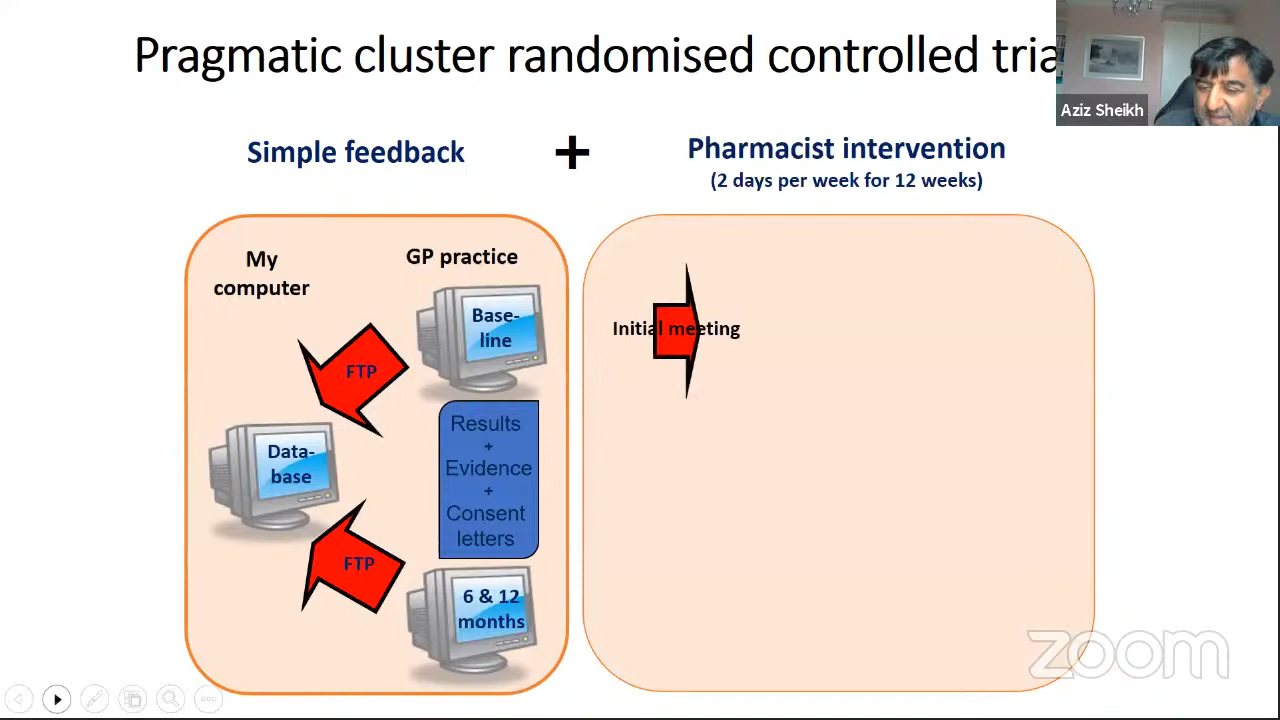 Pragmatic cluster randomised controlled tria
Aziz Sheikh
Simple feedback
+
Pharmacist intervention
(2 days per week for 12 weeks)
My
computer
GP practice
Base-
line
FTP
Data-
base
Results
+
Evidence
+
Consent
letters
FTP
6 & 12
months
Initial meeting
zoom